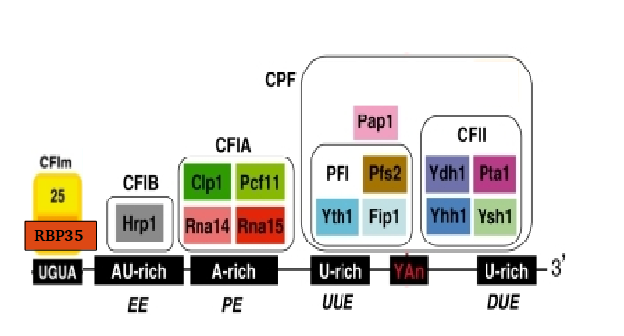 CPF
Pap1
CFII
CFIA
CFIm
CFIB
PFI
Pfs2
Ydh1
Pta1
Clp1
Pcf11
25
Hrp1
Rna14
Rna15
Yth1
Fip1
Yhh1
Ysh1
RBP35
UGUA
AU-rich
A-rich
U-rich
YAn
U-rich
3'
EE
PE
UUE
DUE